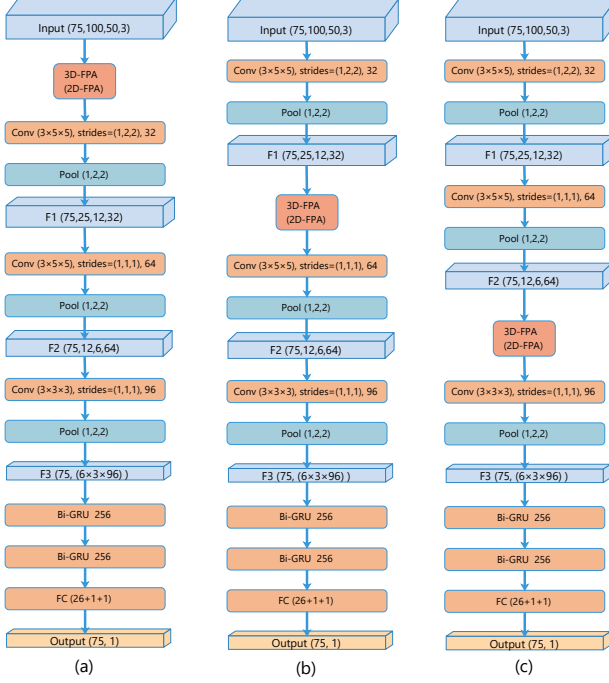 Input (75,100,50,3)
3D-FPA
(2D-FPA)
Conv (3×5×5), strides=(1,2,2), 32
Pool (1,2,2)
F1 (75,25,12,32)
Conv (3×5×5), strides=(1,1,1), 64
Pool (1,2,2)
F2 (75,12,6,64)
Conv (3×3×3), strides=(1,1,1), 96
Pool (1,2,2)
F3 (75, (6×3×96) )
Bi-GRU 256
Bi-GRU 256
FC (26+1+1)
Output (75, 1)
(a)
Input (75,100,50,3)
Conv (3×5×5), strides=(1,2,2), 32
Pool (1,2,2)
F1 (75,25,12,32)
3D-FPA
(2D-FPA)
Conv (3×5×5), strides=(1,1,1), 64
Pool (1,2,2)
F2 (75,12,6,64)
Conv (3×3×3), strides=(1,1,1), 96
Pool (1,2,2)
F3 (75, (6×3×96) )
Bi-GRU 256
Bi-GRU 256
FC (26+1+1)
Output (75, 1)
(b)
Input (75,100,50,3)
Conv (3×5×5), strides=(1,2,2), 32
Pool (1,2,2)
F1 (75,25,12,32)
Conv (3×5×5), strides=(1,1,1), 64
Pool (1,2,2)
F2 (75,12,6,64)
3D-FPA
(2D-FPA)
Conv (3×3×3), strides=(1,1,1), 96
Pool (1,2,2)
F3 (75, (6×3×96) )
Bi-GRU 256
Bi-GRU 256
FC (26+1+1)
Output (75, 1)
(c)